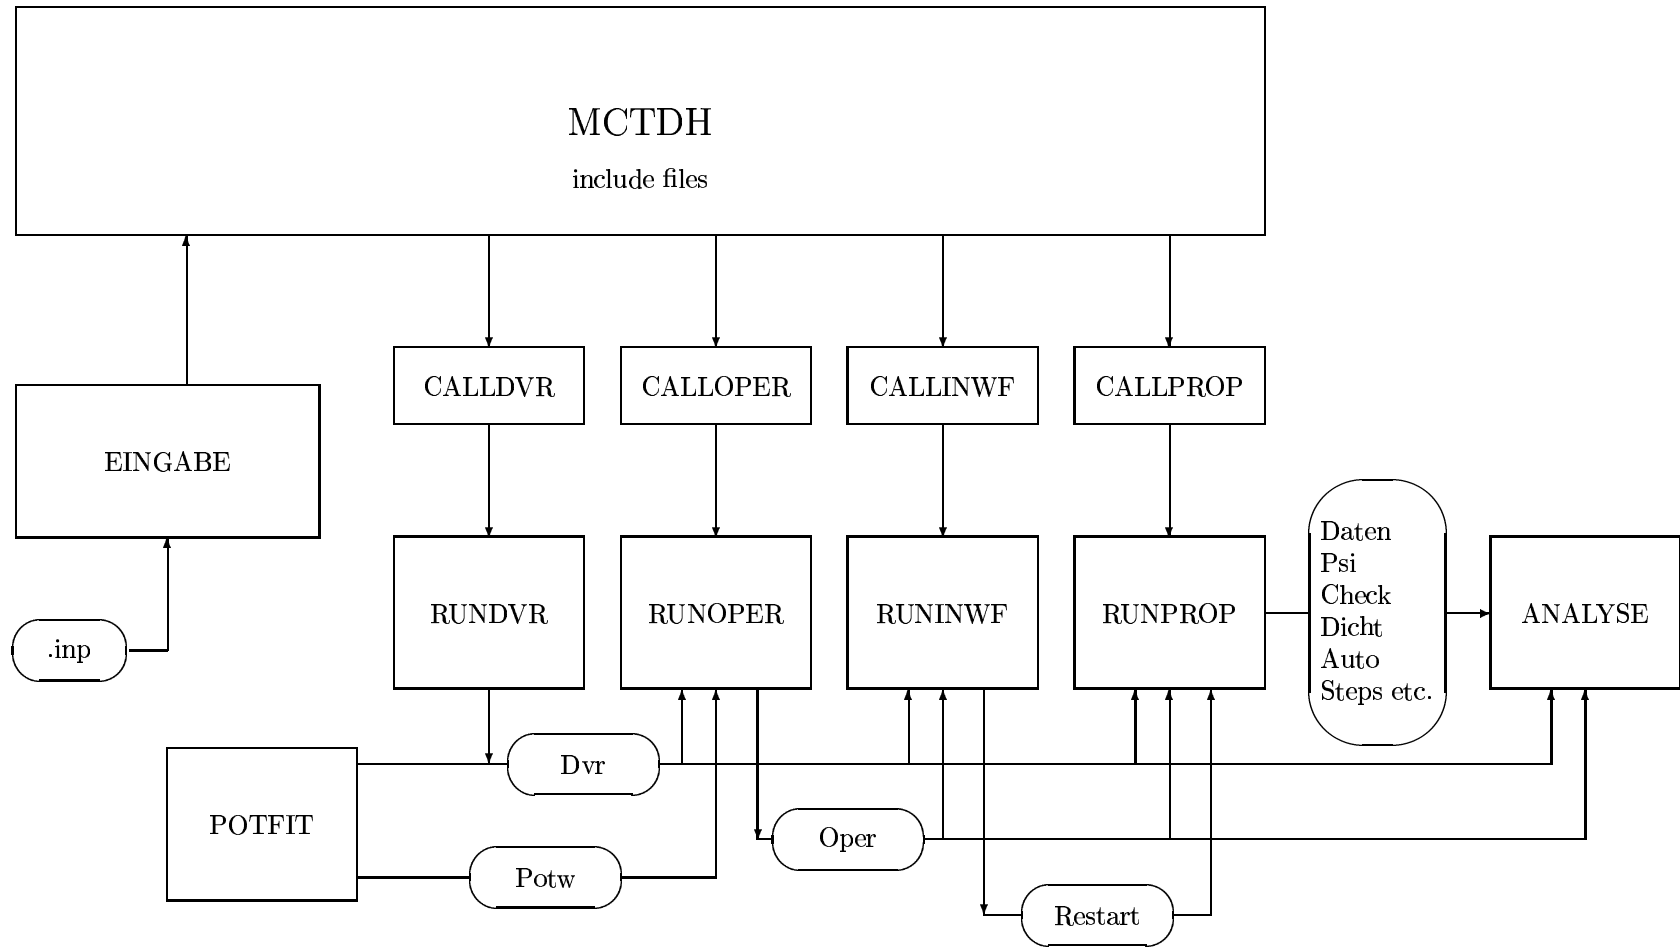 MCTDH
include files
CALLDVR
CALLOPER
CALLINWF
CALLPROP
EINGABE
RUNDVR
RUNOPER
RUNINWF
RUNPROP
Daten
Psi
Check
Dicht
Auto
Steps etc.
ANALYSE
.inp
Dvr
POTFIT
Oper
Potw
Restart